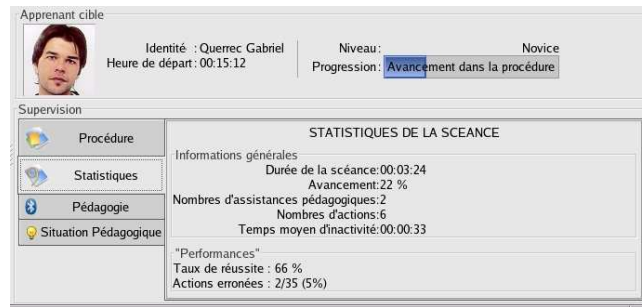 Apprenant cible
Identité : Querrec Gabriel
Heure de départ : 00:15:12
Niveau : Novice
Progression : Avancement dans la procédure
Supervision
Procédure
Statistiques
Pédagogie
Situation Pédagogique
STATISTIQUES DE LA SCEANCE
Informations générales
Durée de la scéance:00:03:24
Avancement:22 %
Nombres d'assistances pédagogiques:2
Nombres d'actions:6
Temps moyen d'inactivité:00:00:33
"Performances"
Taux de réussite : 66 %
Actions erronées : 2/35 (5%)